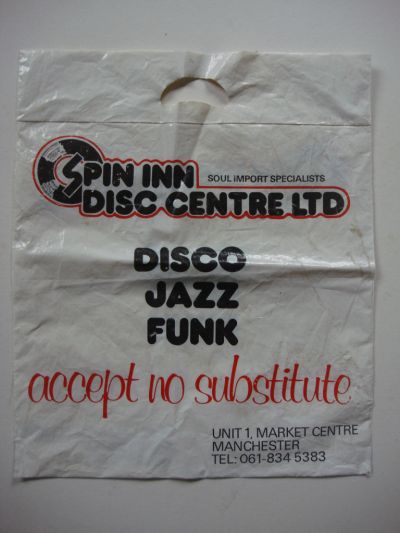 SPIN INN
SOUL IMPORT SPECIALISTS
DISC CENTRE LTD
DISCO
JAZZ
FUNK
accept no substitute
UNIT 1, MARKET CENTRE
MANCHESTER
TEL: 061-834 5383